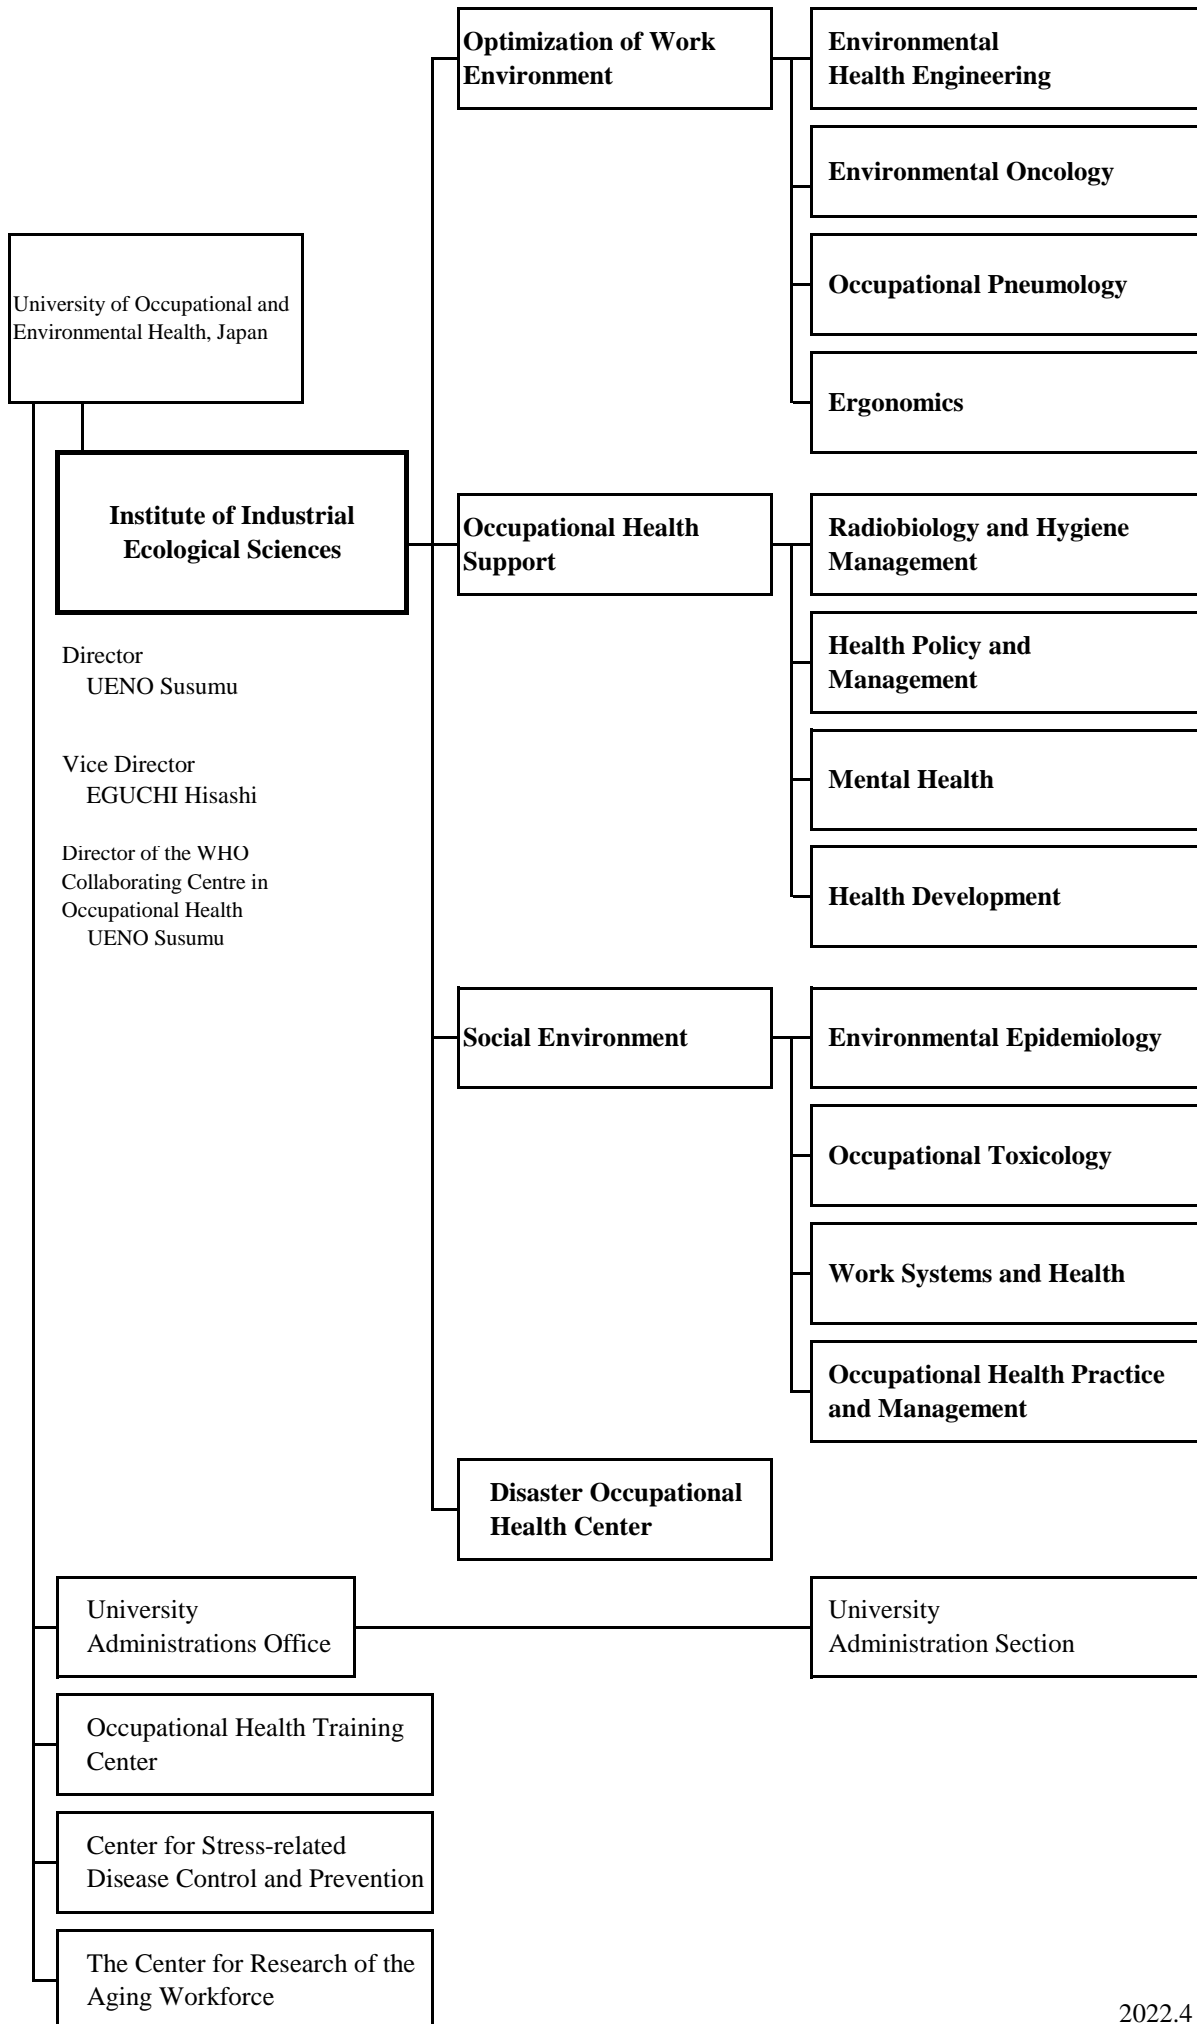 University of Occupational and
Environmental Health, Japan
Institute of Industrial
Ecological Sciences
Director
UENO Susumu
Vice Director
EGUCHI Hisashi
Director of the WHO
Collaborating Centre in
Occupational Health
UENO Susumu
Optimization of Work
Environment
Environmental
Health Engineering
Environmental Oncology
Occupational Pneumology
Ergonomics
Occupational Health
Support
Radiobiology and Hygiene
Management
Health Policy and
Management
Mental Health
Health Development
Social Environment
Environmental Epidemiology
Occupational Toxicology
Work Systems and Health
Occupational Health Practice
and Management
Disaster Occupational
Health Center
University
Administrations Office
University
Administration Section
Occupational Health Training
Center
Center for Stress-related
Disease Control and Prevention
The Center for Research of the
Aging Workforce
2022.4